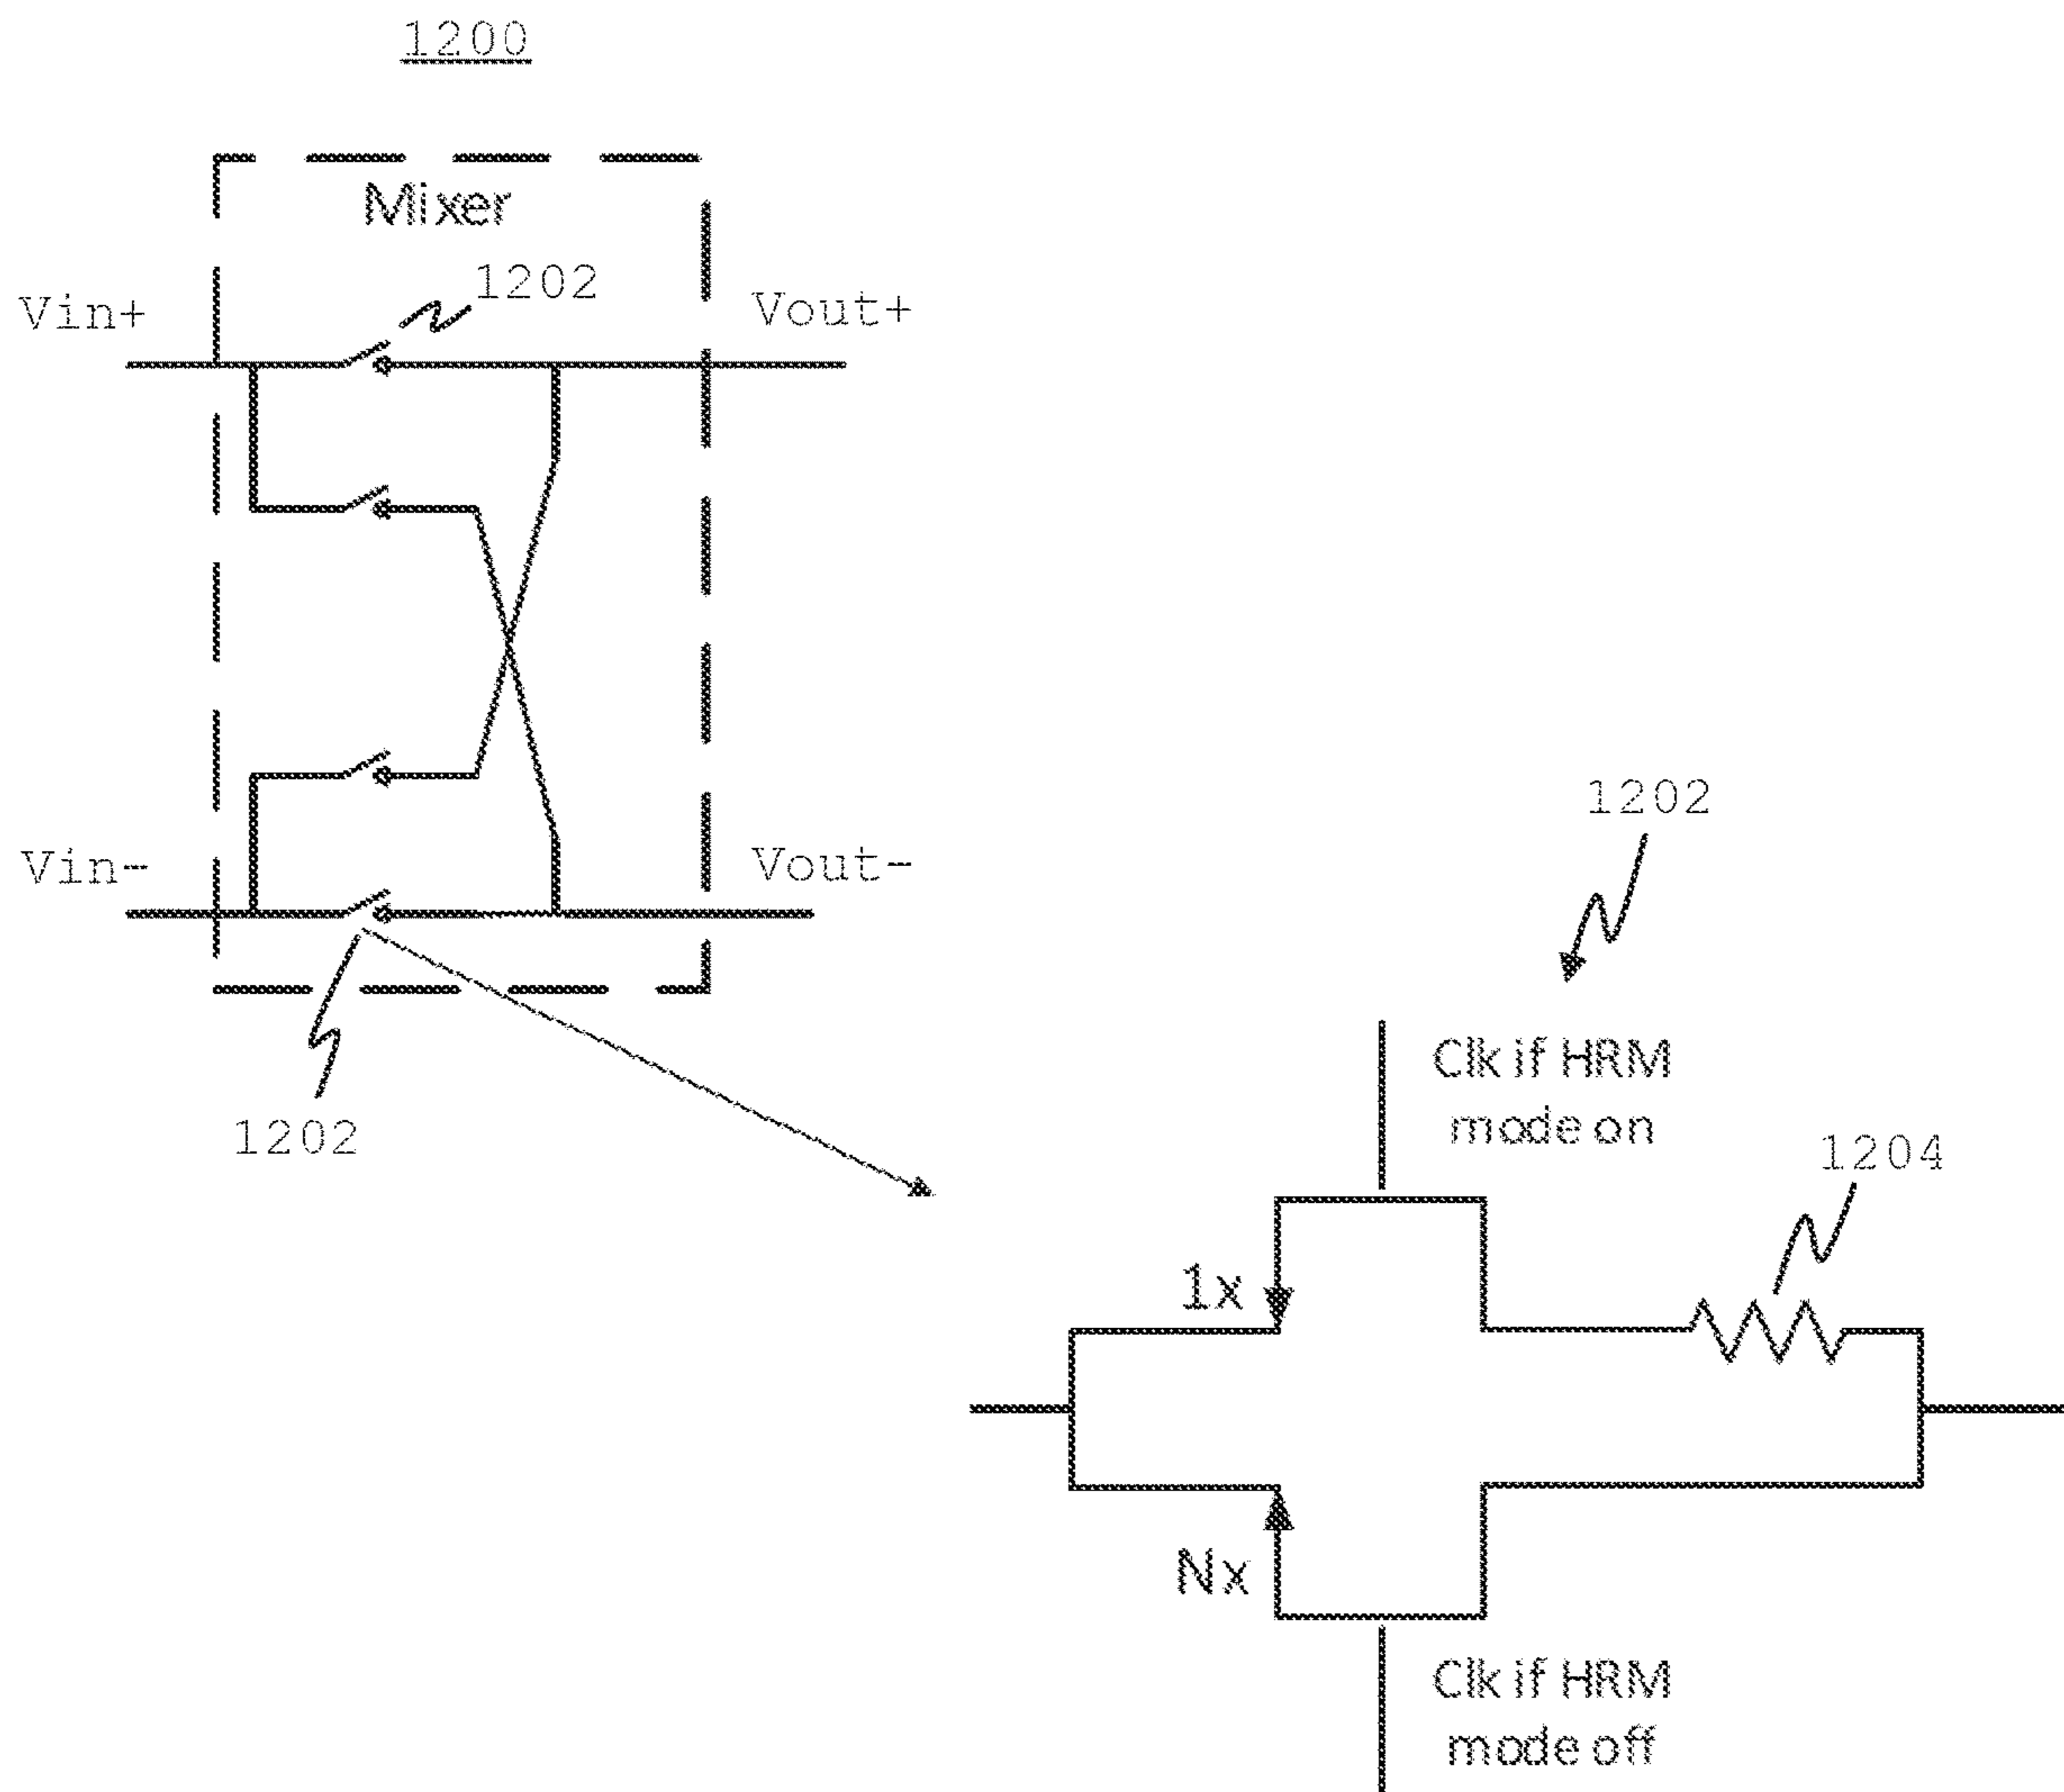 1200
Mixer
1202
Vin+
Vout+
Vin-
Vout-
1202
1202
Clk if HRM
mode on
1204
1x
Nx
Clk if HRM
mode off